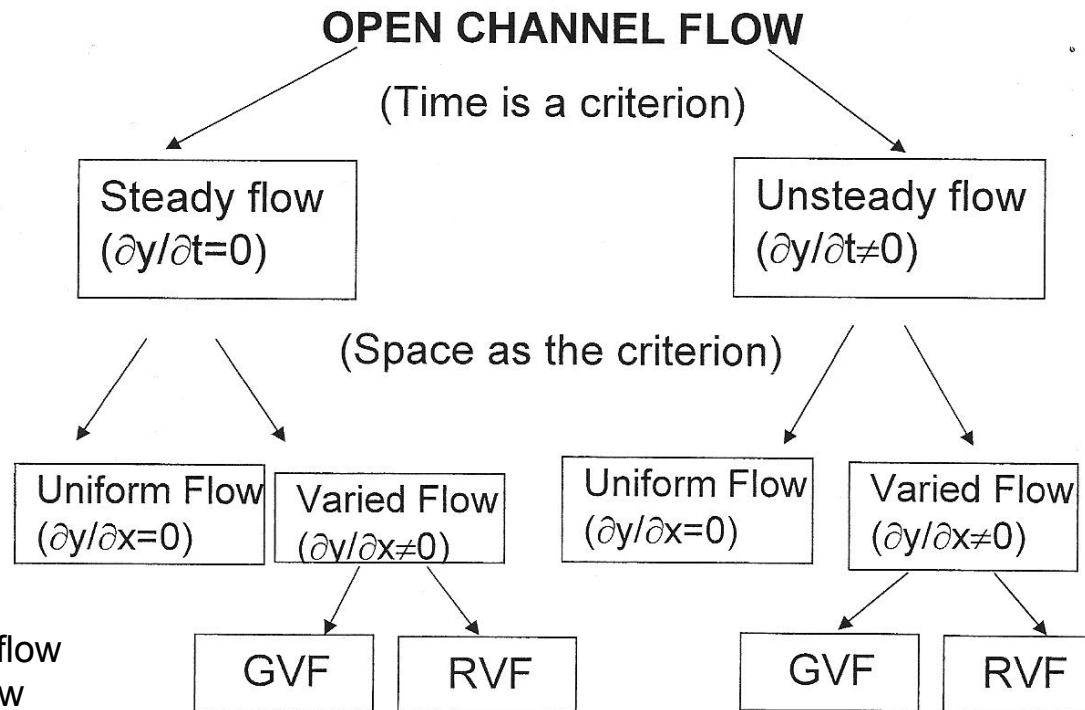 OPEN CHANNEL FLOW
(Time is a criterion)
Steady flow
(∂y/∂t=0)
Unsteady flow
(∂y/∂t≠0)
(Space as the criterion)
Uniform Flow
(∂y/∂x=0)
Varied Flow
(∂y/∂x≠0)
Uniform Flow
(∂y/∂x=0)
Varied Flow
(∂y/∂x≠0)
flow
GVF
RVF
GVF
RVF